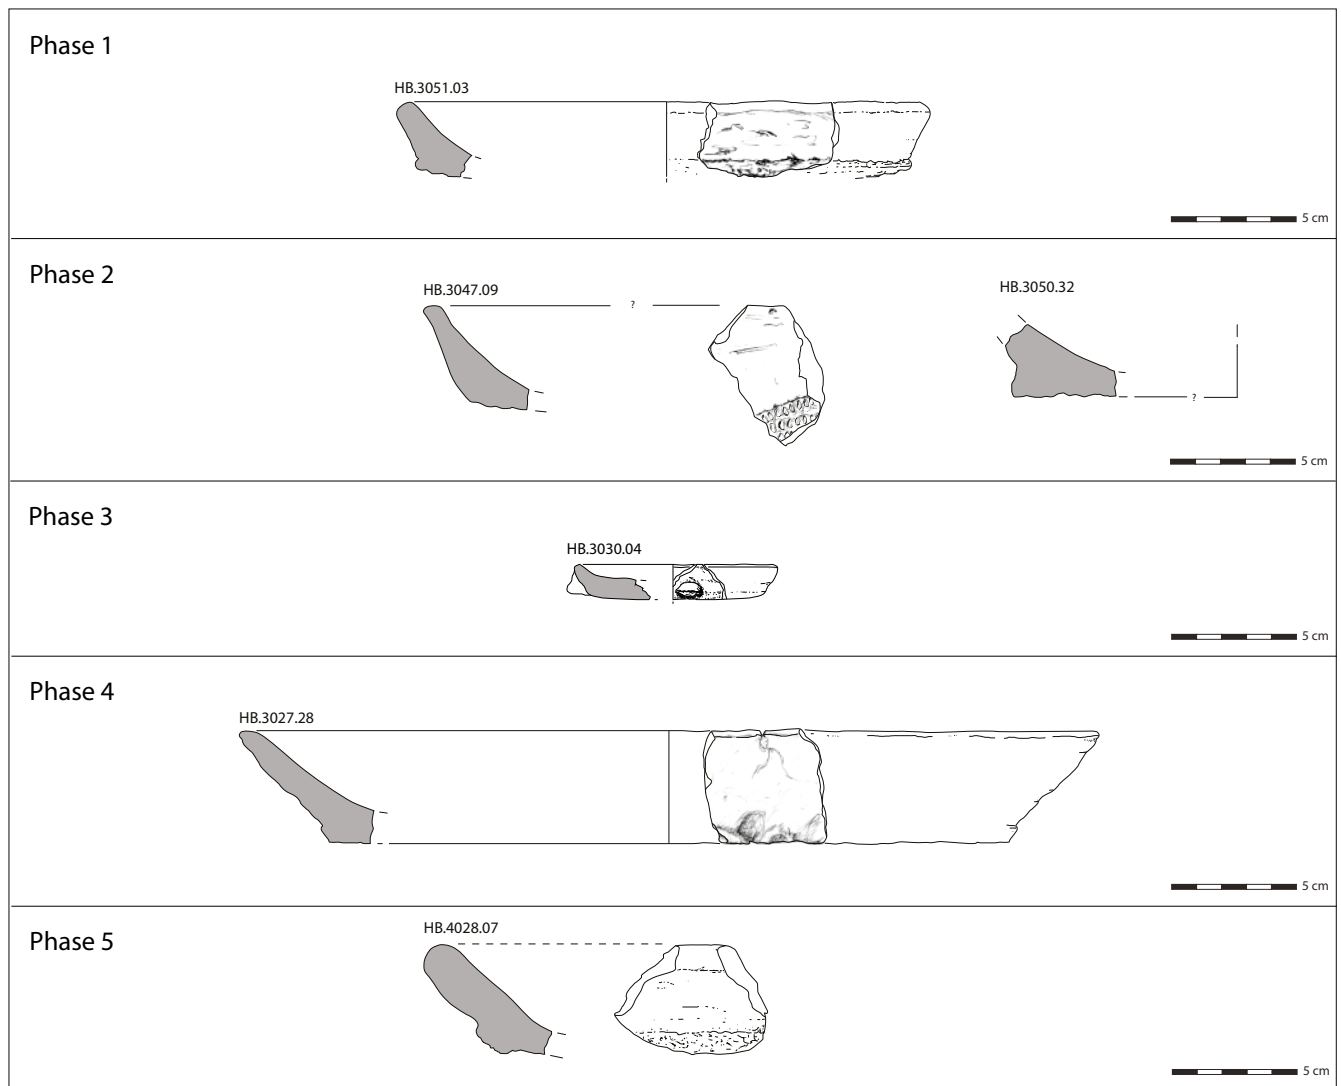 Phase 1
HB.3051.03
5 cm
Phase 2
HB.3047.09
?
HB.3050.32
?
5 cm
Phase 3
HB.3030.04
5 cm
Phase 4
HB.3027.28
5 cm
Phase 5
HB.4028.07
5 cm